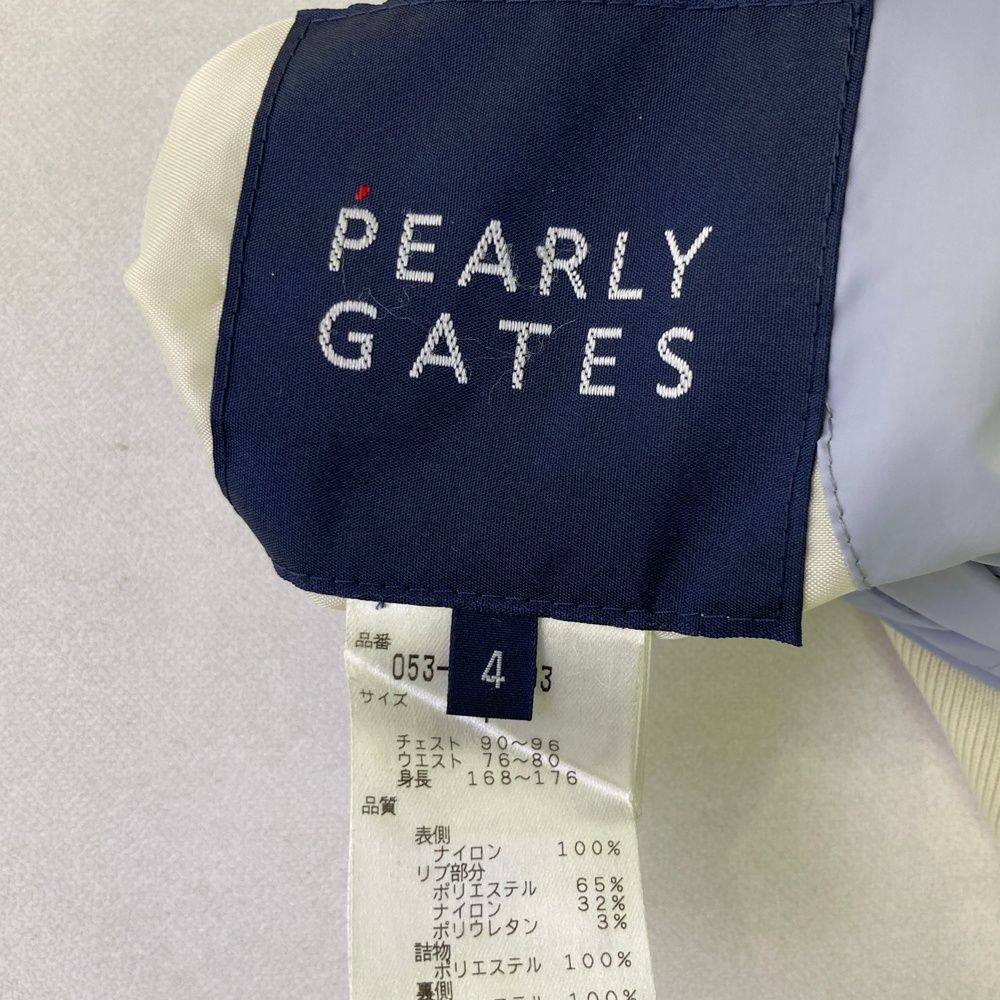 PEARLY
GATES
4
品番
053-
サイズ
チェスト 90〜96
ウエスト 76〜80
身長 168〜176
品質
表側
ナイロン 100%
リブ部分
ポリエステル 65%
ナイロン 32%
ポリウレタン 3%
詰物
ポリエステル 100%
裏側
100%